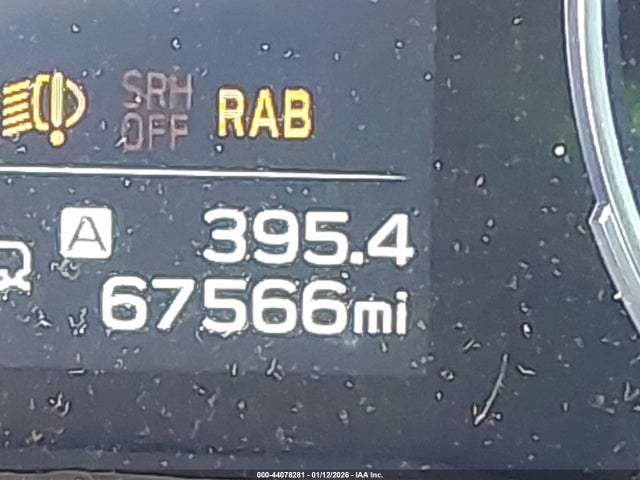 SRH RAB
OFF
A 395.4
67566mi
000-44078281 - 01/12/2026 - IAA Inc.